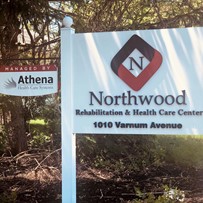 MANAGED BY
Athena
Health Care Systems
N
Northwood
Rehabilitation & Health Care Center
1010 Varnum Avenue